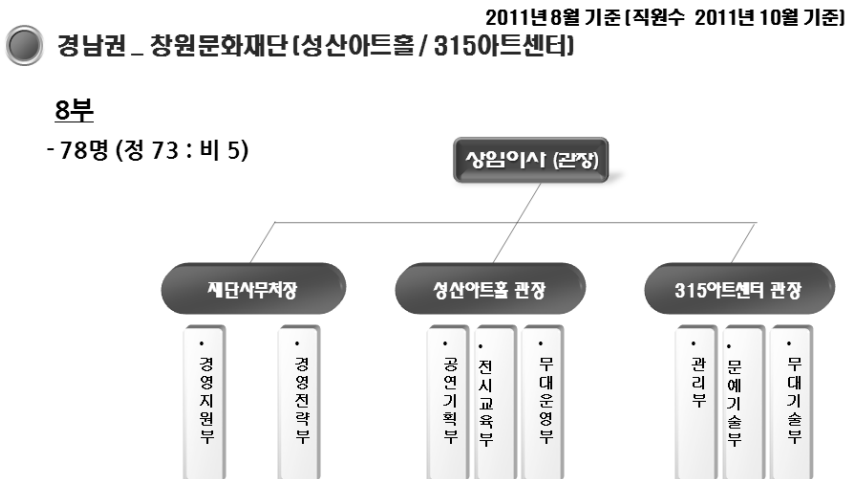 2011년 8월 기준 (직원수 2011년 10월 기준)
경남권 _ 창원문화재단 (성산아트홀 / 315아트센터)
8부
- 78명 (정 73 : 비 5)
상임이사 (관장)
재단사무처장
성산아트홀 관장
315아트센터 관장
• 경영지원부
• 경영전략부
• 공연기획부
• 전시교육부
• 무대운영부
• 관리부
• 문예기술부
• 무대기술부